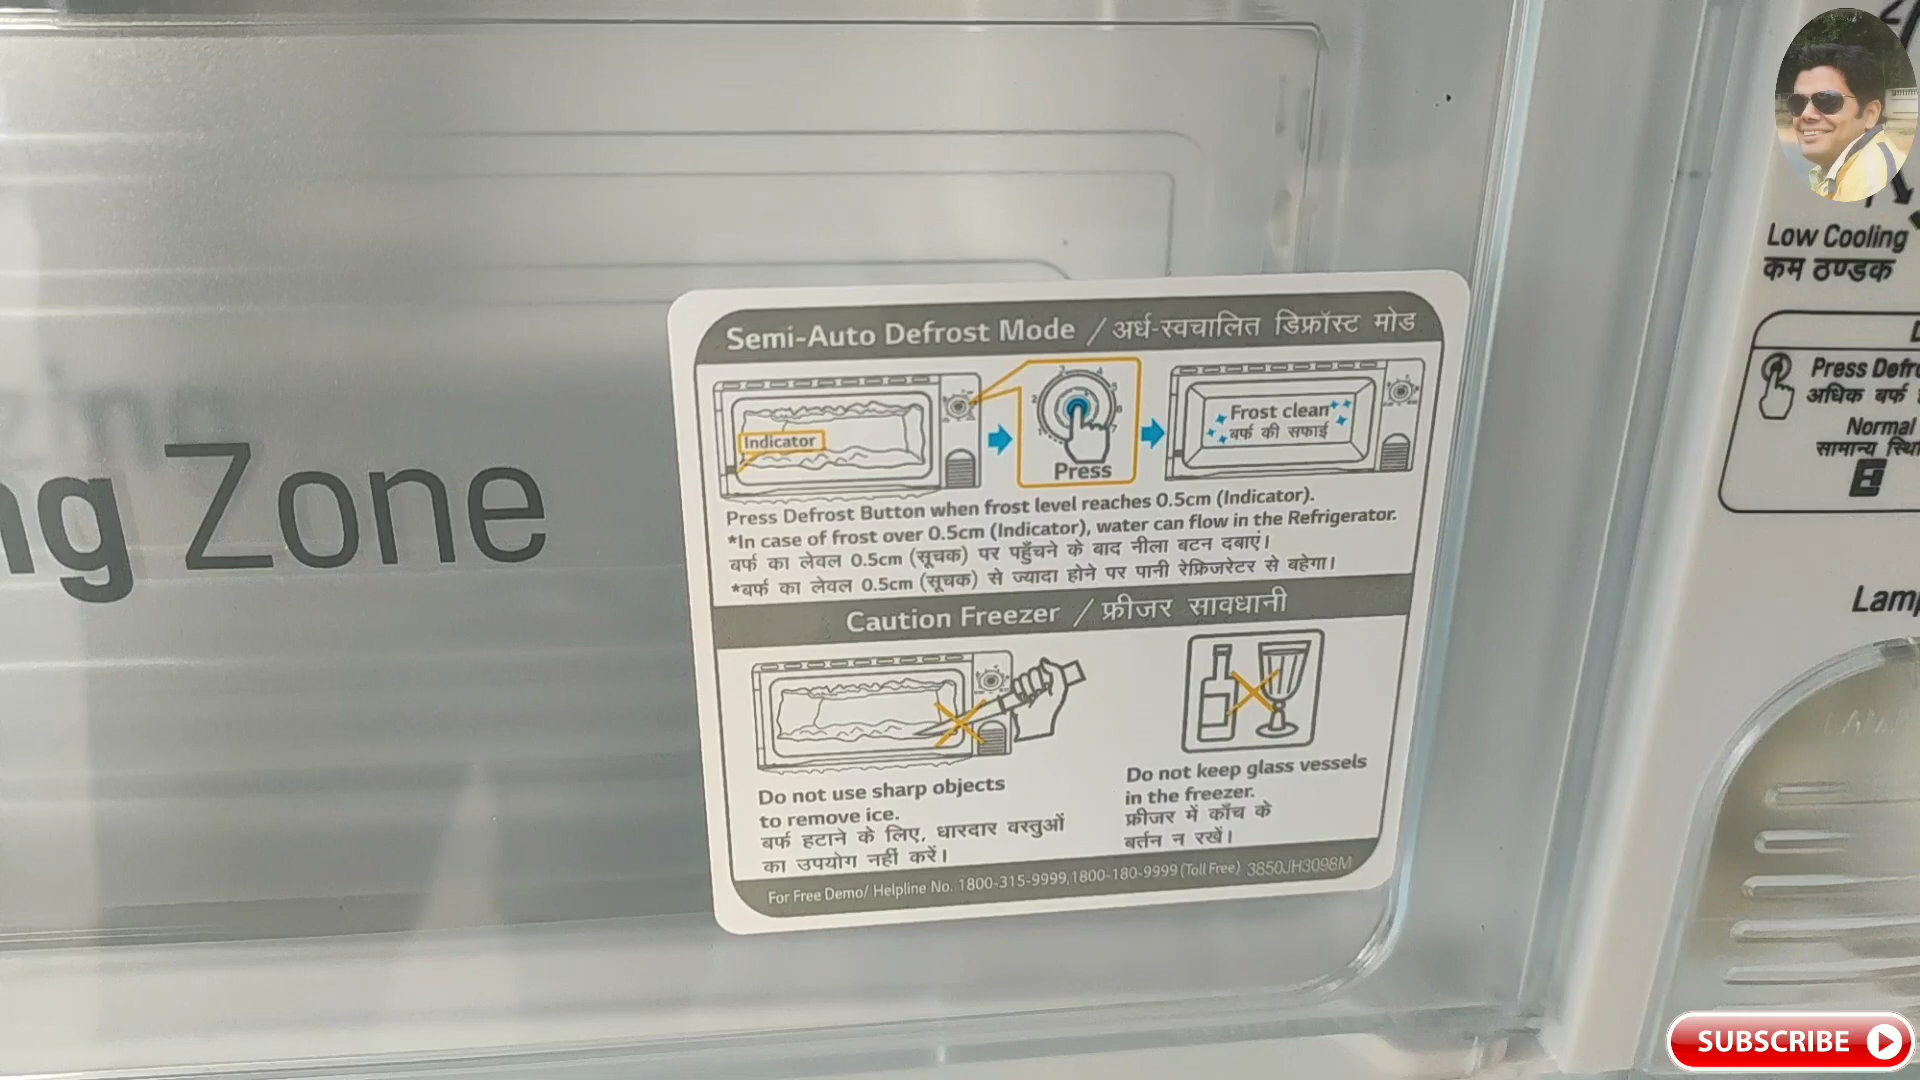 Zone
Semi-Auto Defrost Mode / अर्ध-स्वचालित डिफ्रॉस्ट मोड
Indicator
Press
Frost clean
बर्फ की सफाई
Press Defrost Button when frost level reaches 0.5cm (Indicator).
*In case of frost over 0.5cm (Indicator), water can flow in the Refrigerator.
बर्फ का लेवल 0.5cm (सूचक) पर पहुँचने के बाद नीला बटन दबाएं।
*बर्फ का लेवल 0.5cm (सूचक) से ज्यादा होने पर पानी रेफ्रिजरेटर से बहेगा।
Caution Freezer / फ्रीजर सावधानी
Do not use sharp objects
to remove ice.
बर्फ हटाने के लिए, धारदार वस्तुओं
का उपयोग नहीं करें।
Do not keep glass vessels
in the freezer.
फ्रीजर में काँच के
बर्तन न रखें।
For Free Demo/ Helpline No. 1800-315-9999,1800-180-9999 (Toll Free) 3850JH3098M
Low Cooling
कम ठण्डक
Press
अधिक बर्फ
Normal
सामान्य
SUBSCRIBE